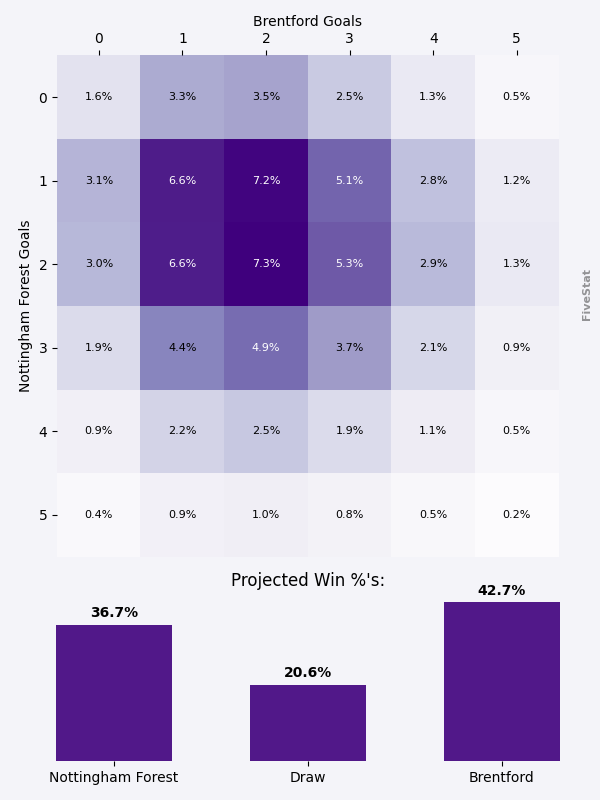 Brentford Goals
0 1 2 3 4 5
Nottingham Forest Goals
0 1.6% 3.3% 3.5% 2.5% 1.3% 0.5%
1 3.1% 6.6% 7.2% 5.1% 2.8% 1.2%
2 3.0% 6.6% 7.3% 5.3% 2.9% 1.3%
3 1.9% 4.4% 4.9% 3.7% 2.1% 0.9%
4 0.9% 2.2% 2.5% 1.9% 1.1% 0.5%
5 0.4% 0.9% 1.0% 0.8% 0.5% 0.2%
FiveStat
Projected Win %'s:
36.7% 20.6% 42.7%
Nottingham Forest Draw Brentford